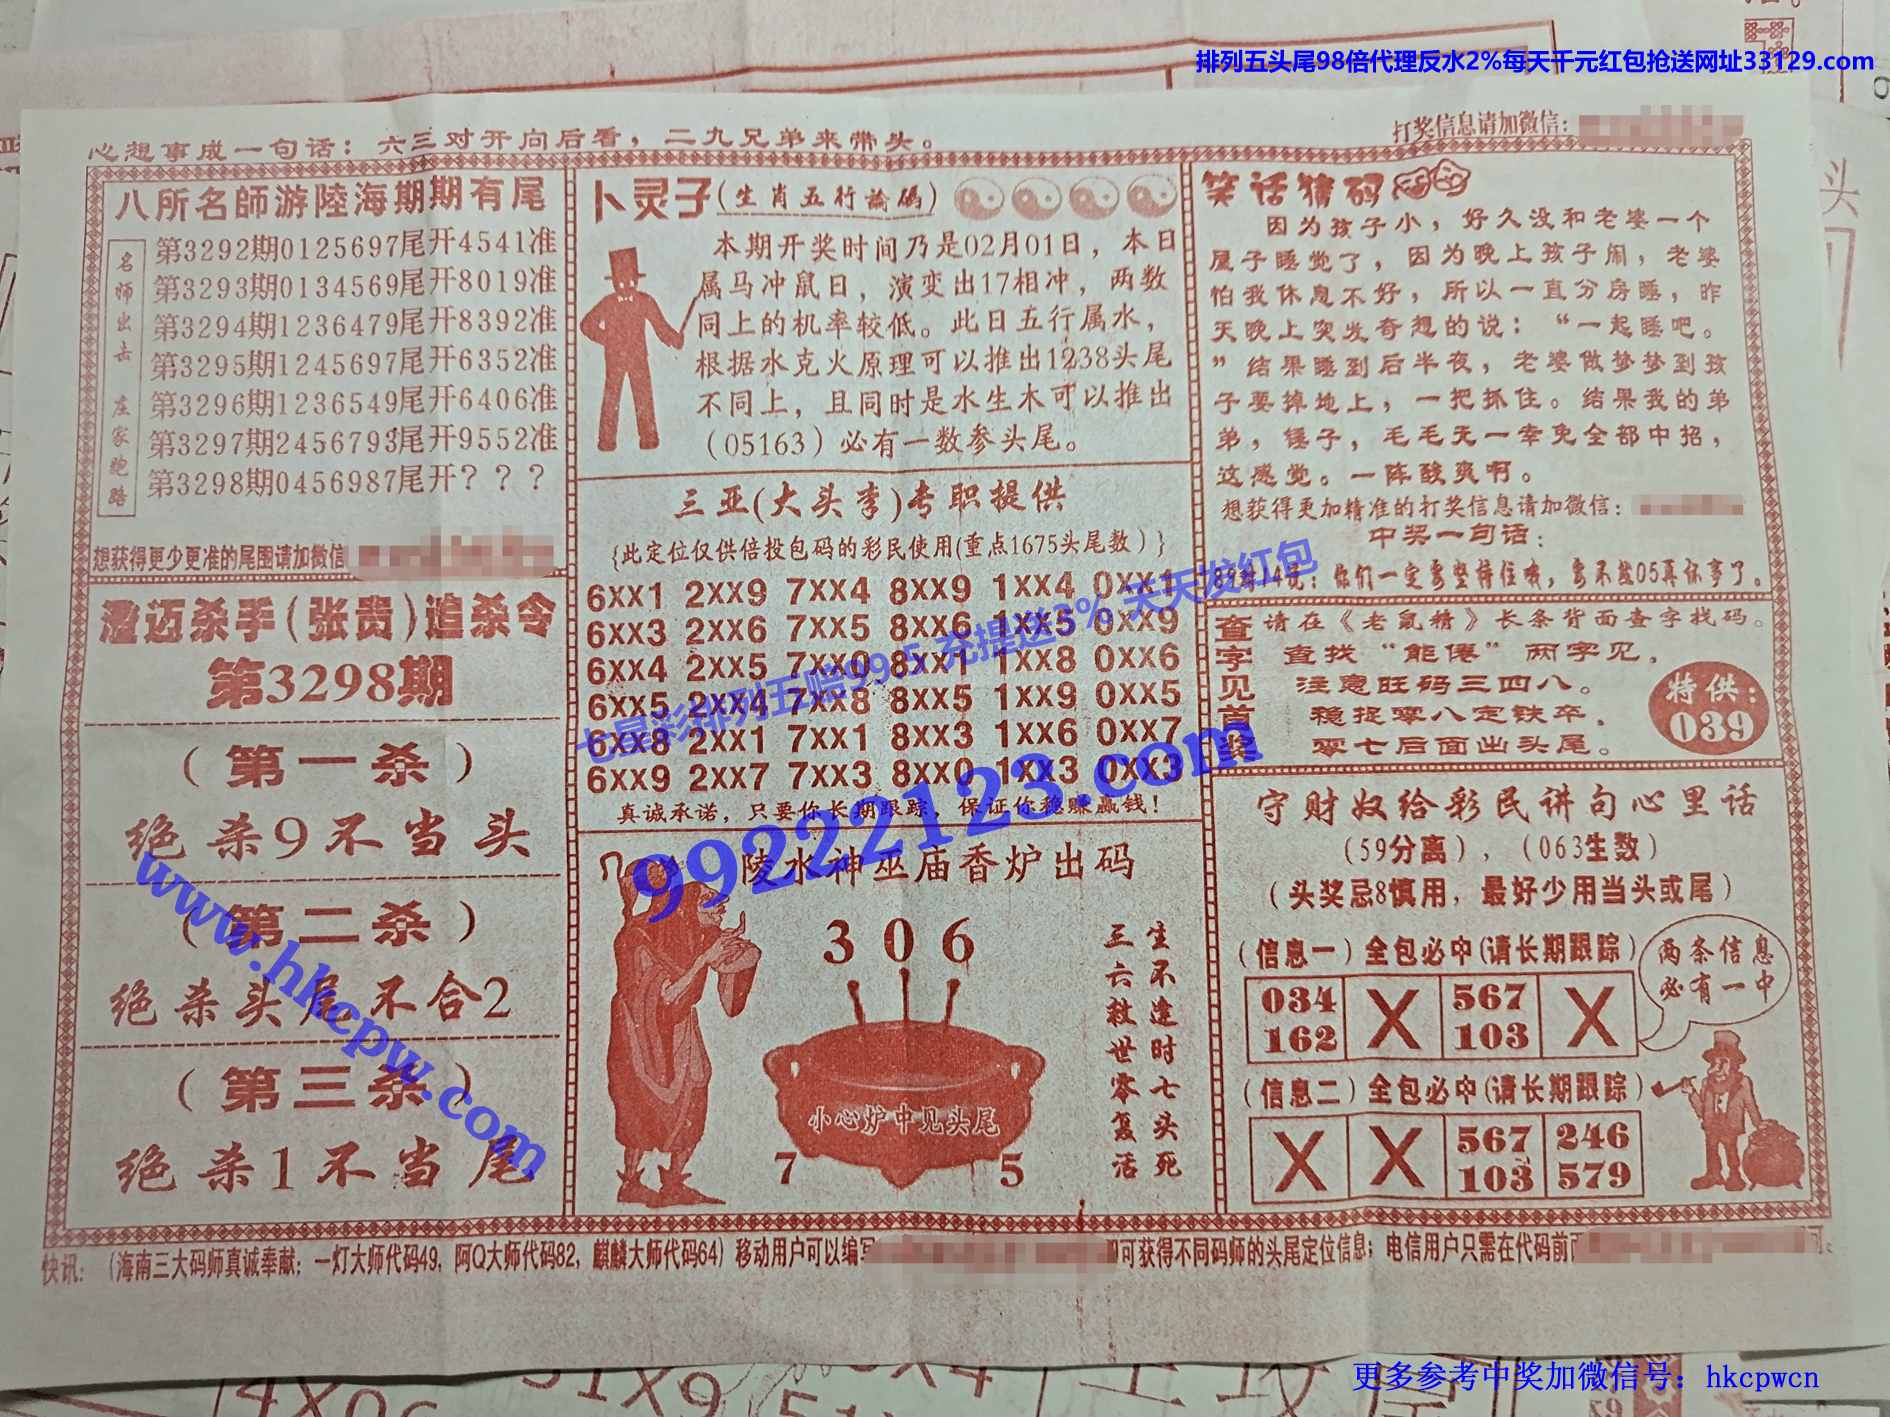 排列五头尾98倍代理反水2%每天千元红包抢送网址33129.com
心想事成一句话：六三对开向后看，二九兄弟来带头。
打奖信息请加微信：
八所名師游陸海期期有尾
名师出击 庄家跑路
第3292期0125697尾开4541准
第3293期0134569尾开8019准
第3294期1236479尾开8392准
第3295期1245697尾开6352准
第3296期1236549尾开6406准
第3297期2456793尾开9552准
第3298期0456987尾开？？？
想获得更少更准的尾图请加微信
澄迈杀手(张贵)追杀令
第3298期
（第一杀）
绝杀9不当头
（第二杀）
绝杀头尾不合2
（第三杀）
绝杀1不当尾
卜灵子(生肖五行論码)
本期开奖时间乃是02月01日，本日
属马冲鼠日，演变出17相冲，两数
同上的机率较低。此日五行属水，
根据水克火原理可以推出1238头尾
不同上，且同时是水生木可以推出
（05163）必有一数参头尾。
三亚(大头李)专职提供
{此定位仅供倍投包码的彩民使用(重点1675头尾数）}
6XX1 2XX9 7XX4 8XX9 1XX4 0XX1
6XX3 2XX6 7XX5 8XX6 1XX5 0XX9
6XX4 2XX5 7XX0 8XX1 1XX8 0XX6
6XX5 2XX4 7XX8 8XX5 1XX9 0XX5
6XX8 2XX1 7XX1 8XX3 1XX6 0XX7
6XX9 2XX7 7XX3 8XX0 1XX3 0XX3
真诚承诺，只要你长期跟踪，保证你稳赚赢钱！
陵水神巫庙香炉出码
3 0 6
生不逢时七头死
三六救世零复活
小心炉中见头尾
7 5
笑话猜码
因为孩子小，好久没和老婆一个
屋子睡觉了，因为晚上孩子闹，老婆
怕我休息不好，所以一直分房睡，昨
天晚上突发奇想的说：“一起睡吧。
”结果睡到后半夜，老婆做梦梦到孩
子要掉地上，一把抓住。结果我的弟
弟，锤子，毛毛无一幸免全部中招，
这感觉。一阵酸爽啊。
想获得更加精准的打奖信息请加微信：
中奖一句话：
你们一定要坚持住哦，要不然05再你事了。
查字见首奖
请在《老鼠精》长条背面查字找码。
查找“能倦”两字见，
注意旺码三四八。
稳捉零八定铁卒，
零七后面出头尾。
特供：
039
守财奴给彩民讲句心里话
（59分离），（063生数）
（头奖忌8慎用，最好少用当头或尾）
（信息一）全包必中(请长期跟踪）
034 X 567 X
162 103
（信息二）全包必中(请长期跟踪）
X X 567 246
103 579
两条信息
必有一中
快讯：（海南三大码师真诚奉献；一灯大师代码49，阿Q大师代码82，麒麟大师代码64）移动用户可以编写 即可获得不同码师的头尾定位信息；电信用户只需在代码前
七星彩排列五赔99.5 充提送3% 天天发红包
99222123.com
www.hkcpw.com
更多参考中奖加微信号：hkcpwcn